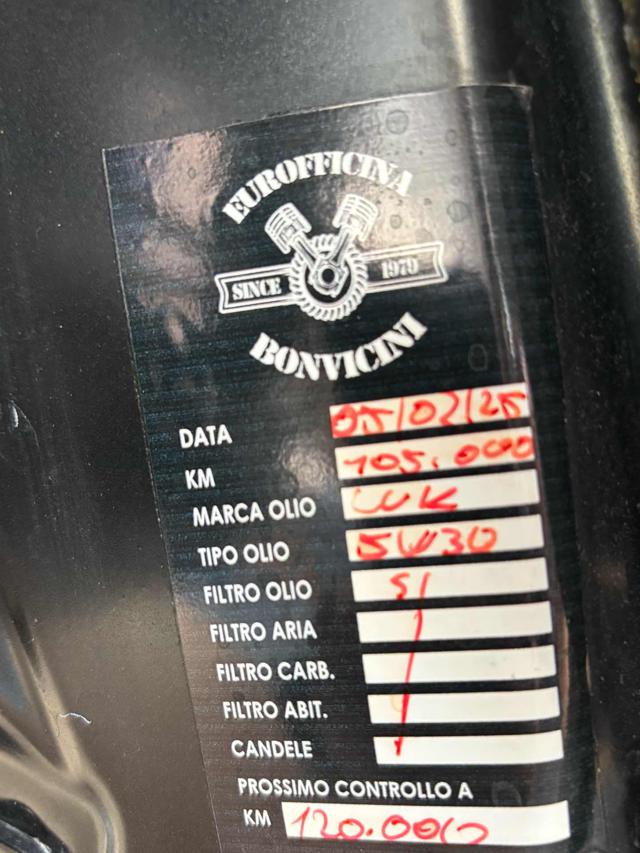 EUROFFICINA
SINCE 1979
BONVICINI
DATA 05/02/25
KM 105.000
MARCA OLIO
TIPO OLIO 5W30
FILTRO OLIO SI
FILTRO ARIA
FILTRO CARB.
FILTRO ABIT.
CANDELE
PROSSIMO CONTROLLO A
KM 120.000